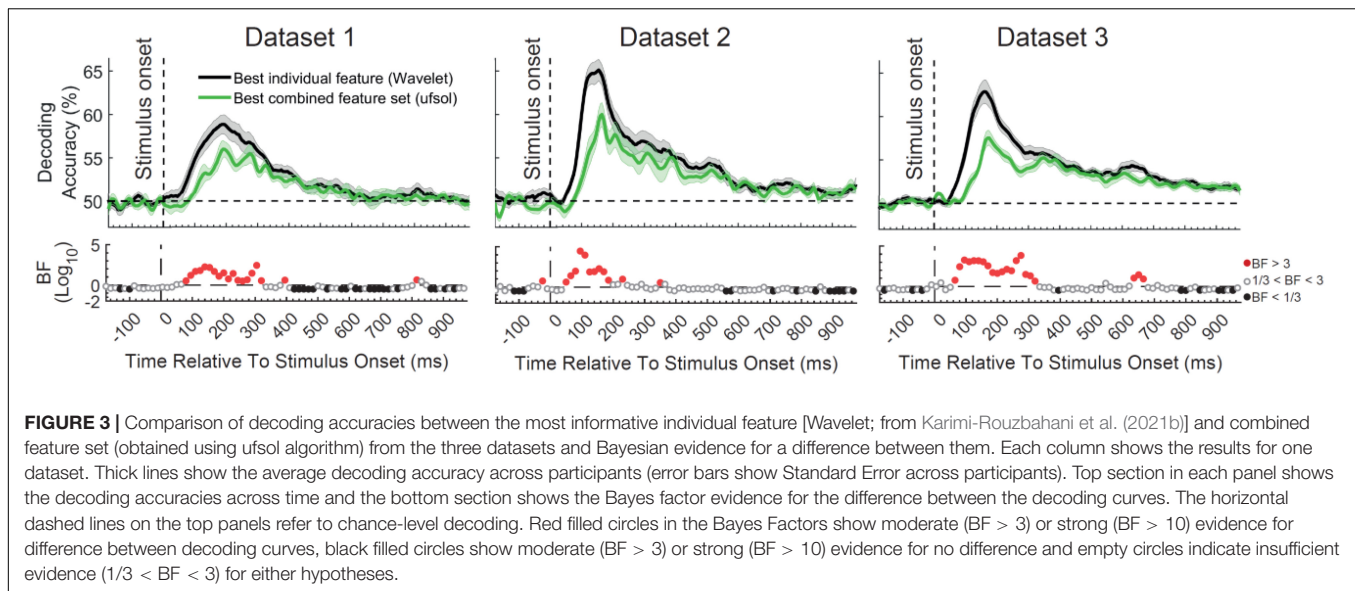 Dataset 1
Dataset 2
Dataset 3
Decoding
Accuracy (%)
65
60
55
50
Stimulus onset
Best individual feature (Wavelet)
Best combined feature set (ufsol)
Stimulus onset
Stimulus onset
BF
(Log10)
5
0
-2
BF > 3
1/3 < BF < 3
BF < 1/3
-100 0 100 200 300 400 500 600 700 800 900
-100 0 100 200 300 400 500 600 700 800 900
-100 0 100 200 300 400 500 600 700 800 900
Time Relative To Stimulus Onset (ms)
Time Relative To Stimulus Onset (ms)
Time Relative To Stimulus Onset (ms)
FIGURE 3 | Comparison of decoding accuracies between the most informative individual feature [Wavelet; from Karimi-Rouzbahani et al. (2021b)] and combined
feature set (obtained using ufsol algorithm) from the three datasets and Bayesian evidence for a difference between them. Each column shows the results for one
dataset. Thick lines show the average decoding accuracy across participants (error bars show Standard Error across participants). Top section in each panel shows
the decoding accuracies across time and the bottom section shows the Bayes factor evidence for the difference between the decoding curves. The horizontal
dashed lines on the top panels refer to chance-level decoding. Red filled circles in the Bayes Factors show moderate (BF > 3) or strong (BF > 10) evidence for
difference between decoding curves, black filled circles show moderate (BF > 3) or strong (BF > 10) evidence for no difference and empty circles indicate insufficient
evidence (1/3 < BF < 3) for either hypotheses.